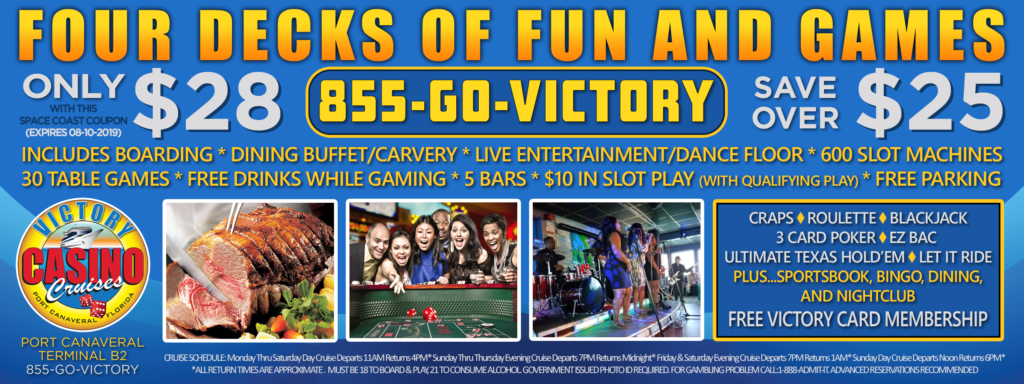 FOUR DECKS OF FUN AND GAMES
ONLY
WITH THIS
SPACE COAST COUPON
(EXPIRES 08-10-2019)
$28
855-GO-VICTORY
SAVE
OVER
$25
INCLUDES BOARDING * DINING BUFFET/CARVERY * LIVE ENTERTAINMENT/DANCE FLOOR * 600 SLOT MACHINES
30 TABLE GAMES * FREE DRINKS WHILE GAMING * 5 BARS * $10 IN SLOT PLAY (WITH QUALIFYING PLAY) * FREE PARKING
VICTORY
CASINO
Cruises
PORT CANAVERAL FLORIDA
PORT CANAVERAL
TERMINAL B2
855-GO-VICTORY
CRAPS ♦ ROULETTE ♦ BLACKJACK
3 CARD POKER ♦ EZ BAC
ULTIMATE TEXAS HOLD'EM ♦ LET IT RIDE
PLUS...SPORTSBOOK, BINGO, DINING,
AND NIGHTCLUB
FREE VICTORY CARD MEMBERSHIP
CRUISE SCHEDULE: Monday Thru Saturday Day Cruise Departs 11AM Returns 4PM* Sunday Thru Thursday Evening Cruise Departs 7PM Returns Midnight* Friday & Saturday Evening Cruise Departs 7PM Returns 1AM* Sunday Day Cruise Departs Noon Returns 6PM*
*ALL RETURN TIMES ARE APPROXIMATE. MUST BE 18 TO BOARD & PLAY, 21 TO CONSUME ALCOHOL. GOVERNMENT ISSUED PHOTO ID REQUIRED. FOR GAMBLING PROBLEM CALL:1-888-ADMIT-IT. ADVANCED RESERVATIONS RECOMMENDED